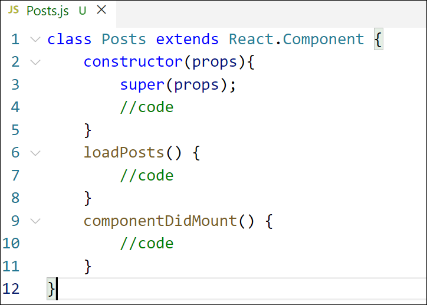 JS Posts.js U ×
1 class Posts extends React.Component {
2     constructor(props){
3         super(props);
4         //code
5     }
6     loadPosts() {
7         //code
8     }
9     componentDidMount() {
10         //code
11     }
12 }